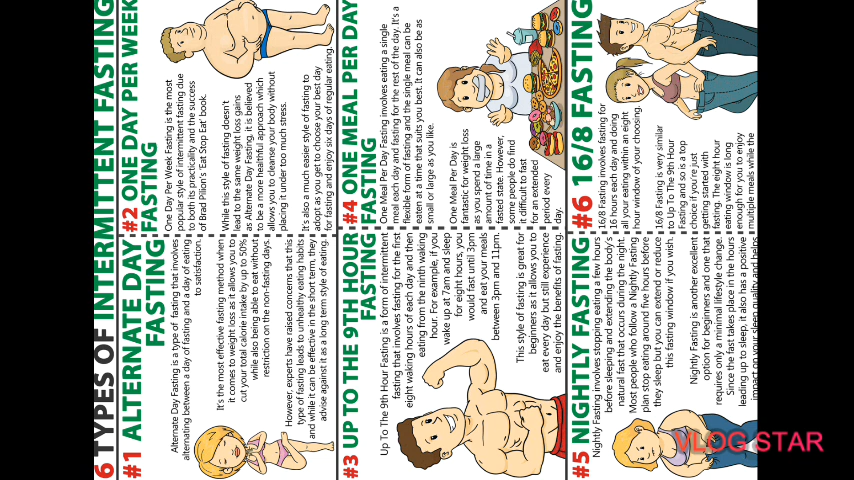 6 TYPES OF INTERMITTENT FASTING
#1 ALTERNATE DAY
FASTING
Alternate Day Fasting is a type of fasting that involves
alternating between a day of fasting and a day of eating
to satisfaction.
It's the most effective fasting method when
it comes to weight loss as it allows you to
cut your total calorie intake by up to 50%
while also being able to eat without
restriction on the non-fasting days.
However, experts have raised concerns that this
type of fasting leads to unhealthy eating habits
and while it can be effective in the short term, they
advise against it as a long term style of eating.
#2 ONE DAY PER WEEK
FASTING
One Day Per Week Fasting is the most
popular style of intermittent fasting due
to both its practicality and the success
of Brad Pilion's 'Eat Stop Eat' book.
While this style of fasting doesn't
lead to the same weight loss gains
as Alternate Day Fasting, it is believed
to be a more healthful approach which
allows you to cleanse your body without
placing it under too much stress.
It's also a much easier style of fasting to
adopt as you get to choose your best day
for fasting and enjoy six days of regular eating.
#3 UP TO THE 9TH HOUR
FASTING
Up To The 9th Hour Fasting is a form of intermittent
fasting that involves fasting for the first
eight waking hours of each day and then
eating from the ninth waking
hour. For example, if you
wake up at 7am and sleep
for eight hours, you
would fast until 3pm
and eat your meals
between 3pm and 11pm.
This style of fasting is great for
beginners as it allows you to
eat every day but still experience
and enjoy the benefits of fasting.
#4 ONE MEAL PER DAY
FASTING
One Meal Per Day Fasting involves eating a single
meal each day and fasting for the rest of the day. It's a
flexible form of fasting and the single meal can be
eaten at a time that suits you best. It can also be as
small or large as you like.
One Meal Per Day is
fantastic for weight loss
as you spend a large
amount of time in a
fasted state. However,
some people do find
it difficult to fast
for an extended
period every
day.
#5 NIGHTLY FASTING
Nightly Fasting involves stopping eating a few hours
before sleeping and extending the body's
natural fast that occurs during the night.
Most people who follow a Nightly Fasting
plan stop eating around five hours before
they sleep but you can extend or reduce
this fasting window if you wish.
Nightly Fasting is another excellent
option for beginners and one that
requires only a minimal lifestyle change.
Since the fast takes place in the hours
leading up to sleep, it also has a positive
impact on your sleep quality and helps
#6 16/8 FASTING
16/8 Fasting involves fasting for
16 hours each day and doing
all your eating within an eight
hour window of your choosing.
16/8 Fasting is very similar
to Up To The 9th Hour
Fasting and so is a top
choice if you're just
getting started with
fasting. The eight hour
eating window is long
enough for you to enjoy
multiple meals while the
VLOG STAR